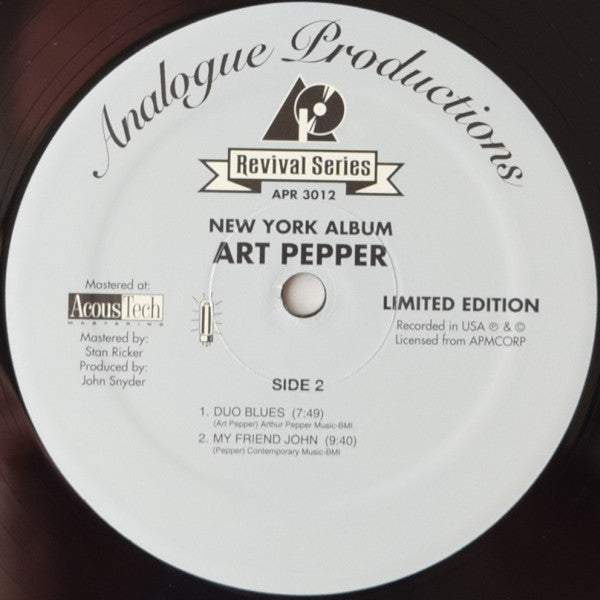 Analogue Productions
AP
Revival Series
APR 3012
NEW YORK ALBUM
ART PEPPER
Mastered at:
AcousTech
MASTERING
Mastered by:
Stan Ricker
Produced by:
John Snyder
LIMITED EDITION
Recorded in USA ℗ & ©
Licensed from APMCORP
SIDE 2
1. DUO BLUES (7:49)
(Art Pepper) Arthur Pepper Music-BMI
2. MY FRIEND JOHN (9:40)
(Pepper) Contemporary Music-BMI